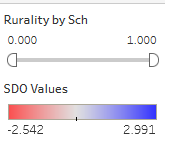 Rurality by Sch
0.000 1.000
SDO Values
-2.542 2.991